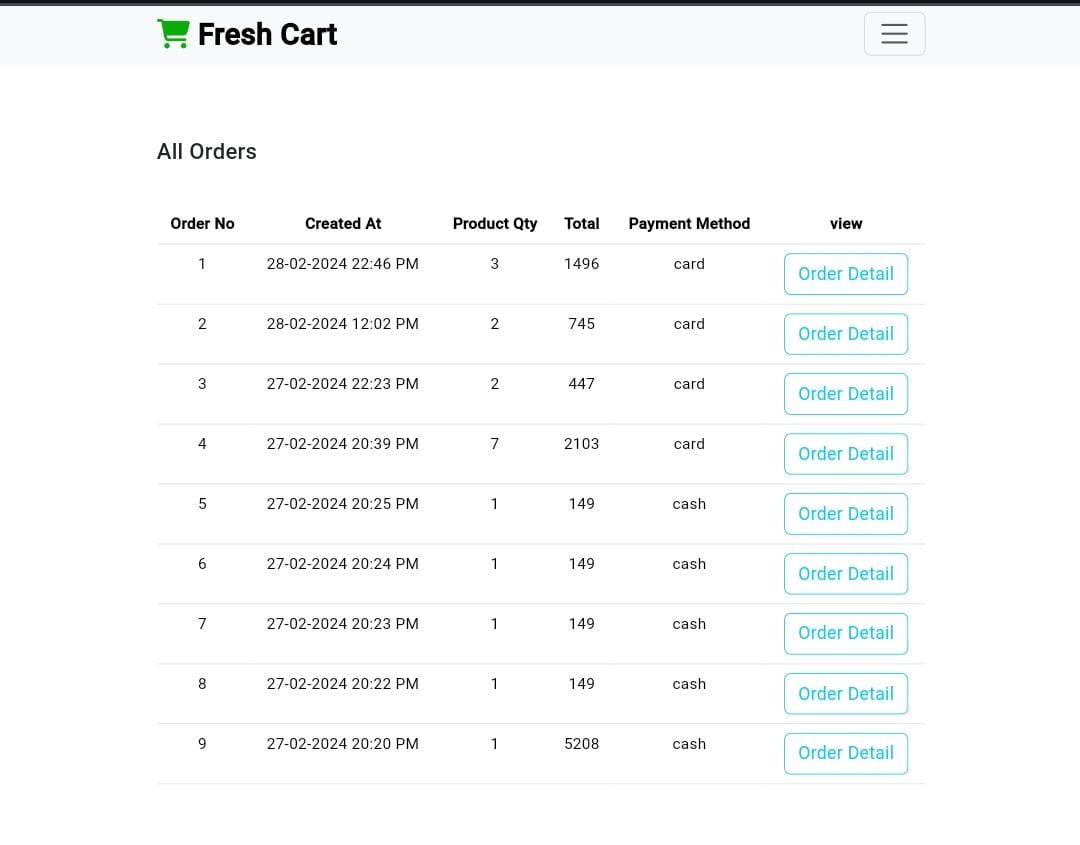 Fresh Cart
All Orders
Order No Created At Product Qty Total Payment Method view
1 28-02-2024 22:46 PM 3 1496 card Order Detail
2 28-02-2024 12:02 PM 2 745 card Order Detail
3 27-02-2024 22:23 PM 2 447 card Order Detail
4 27-02-2024 20:39 PM 7 2103 card Order Detail
5 27-02-2024 20:25 PM 1 149 cash Order Detail
6 27-02-2024 20:24 PM 1 149 cash Order Detail
7 27-02-2024 20:23 PM 1 149 cash Order Detail
8 27-02-2024 20:22 PM 1 149 cash Order Detail
9 27-02-2024 20:20 PM 1 5208 cash Order Detail